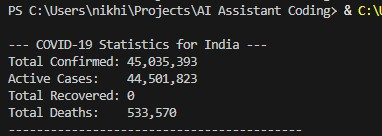 PS C:\Users\nikhi\Projects\AI Assistant Coding> & C:\
--- COVID-19 Statistics for India ---
Total Confirmed: 45,035,393
Active Cases: 44,501,823
Total Recovered: 0
Total Deaths: 533,570
----------------------------------------